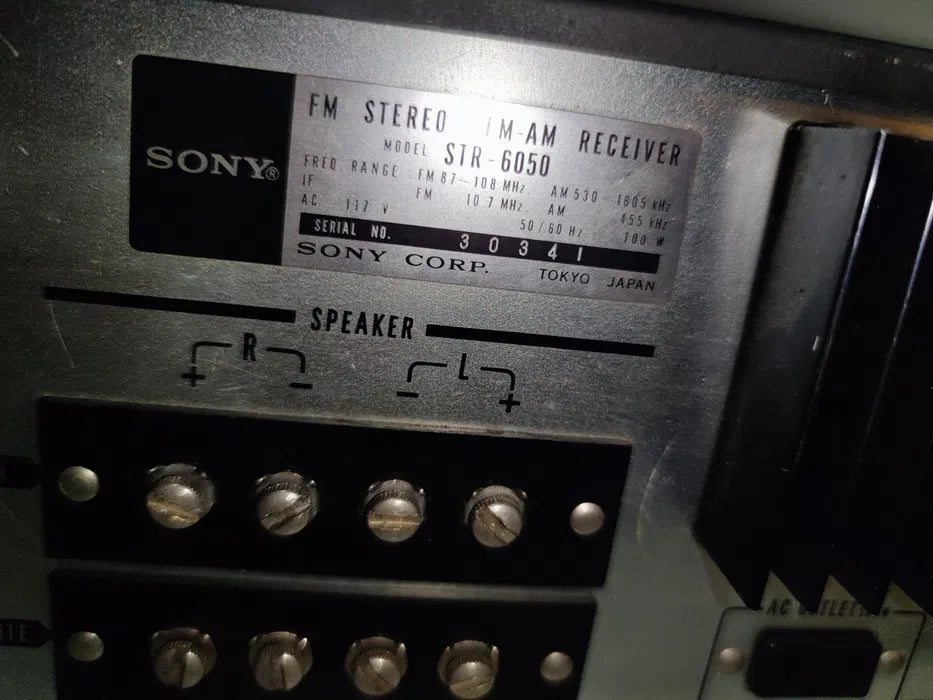 SONY®
FM STEREO FM-AM RECEIVER
MODEL STR-6050
FREQ. RANGE FM 87~108 MHz. AM 530 1605 kHz
IF FM 10.7 MHz. AM 455 kHz
AC 117 V 50/60 Hz 100 W
SERIAL NO. 30341
SONY CORP. TOKYO JAPAN
SPEAKER
R L
+ − − +
AC OUTLET